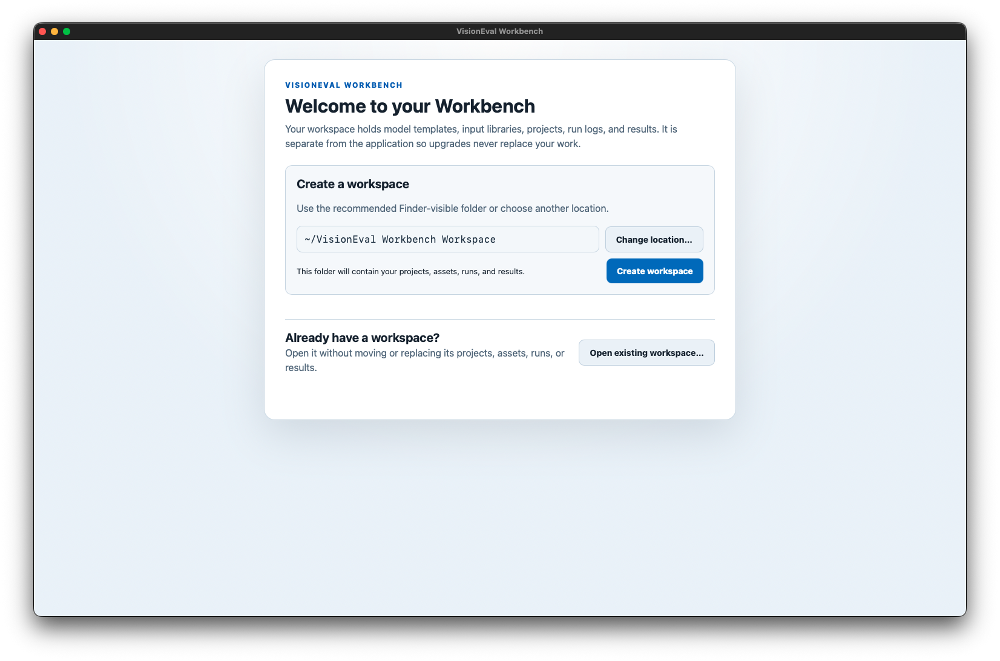 VisionEval Workbench
VISIONEVAL WORKBENCH
Welcome to your Workbench
Your workspace holds model templates, input libraries, projects, run logs, and results. It is
separate from the application so upgrades never replace your work.
Create a workspace
Use the recommended Finder-visible folder or choose another location.
~/VisionEval Workbench Workspace
Change location...
This folder will contain your projects, assets, runs, and results.
Create workspace
Already have a workspace?
Open it without moving or replacing its projects, assets, runs, or
results.
Open existing workspace...